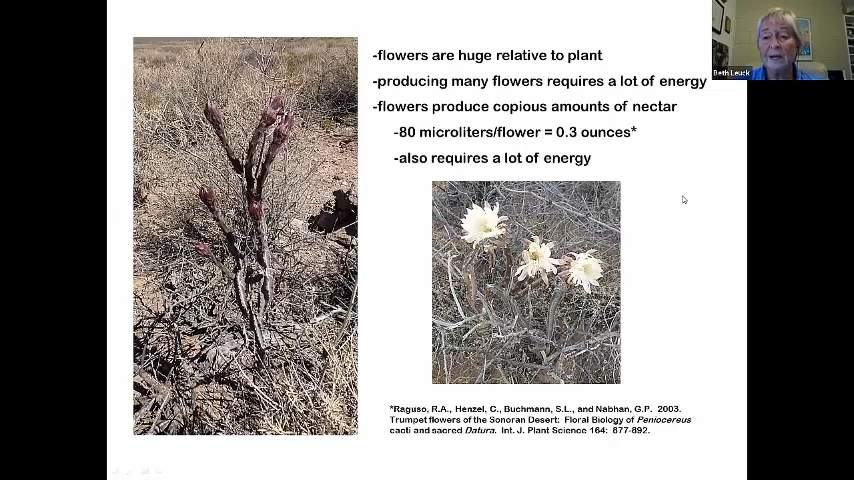 -flowers are huge relative to plant
-producing many flowers requires a lot of energy
-flowers produce copious amounts of nectar
-80 microliters/flower = 0.3 ounces*
-also requires a lot of energy
Beth Leuck
*Raguso, R.A., Henzel, C., Buchmann, S.L., and Nabhan, G.P. 2003.
Trumpet flowers of the Sonoran Desert: Floral Biology of Peniocereus
cacti and sacred Datura. Int. J. Plant Science 164: 877-892.